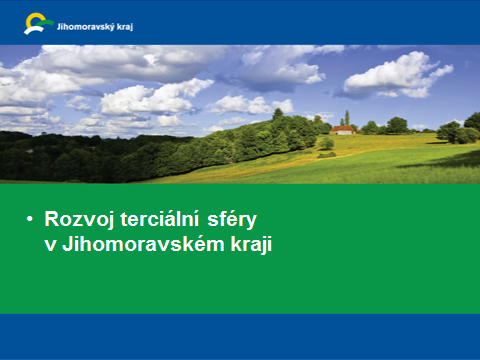 Jihomoravský kraj
• Rozvoj terciální sféry
v Jihomoravském kraji